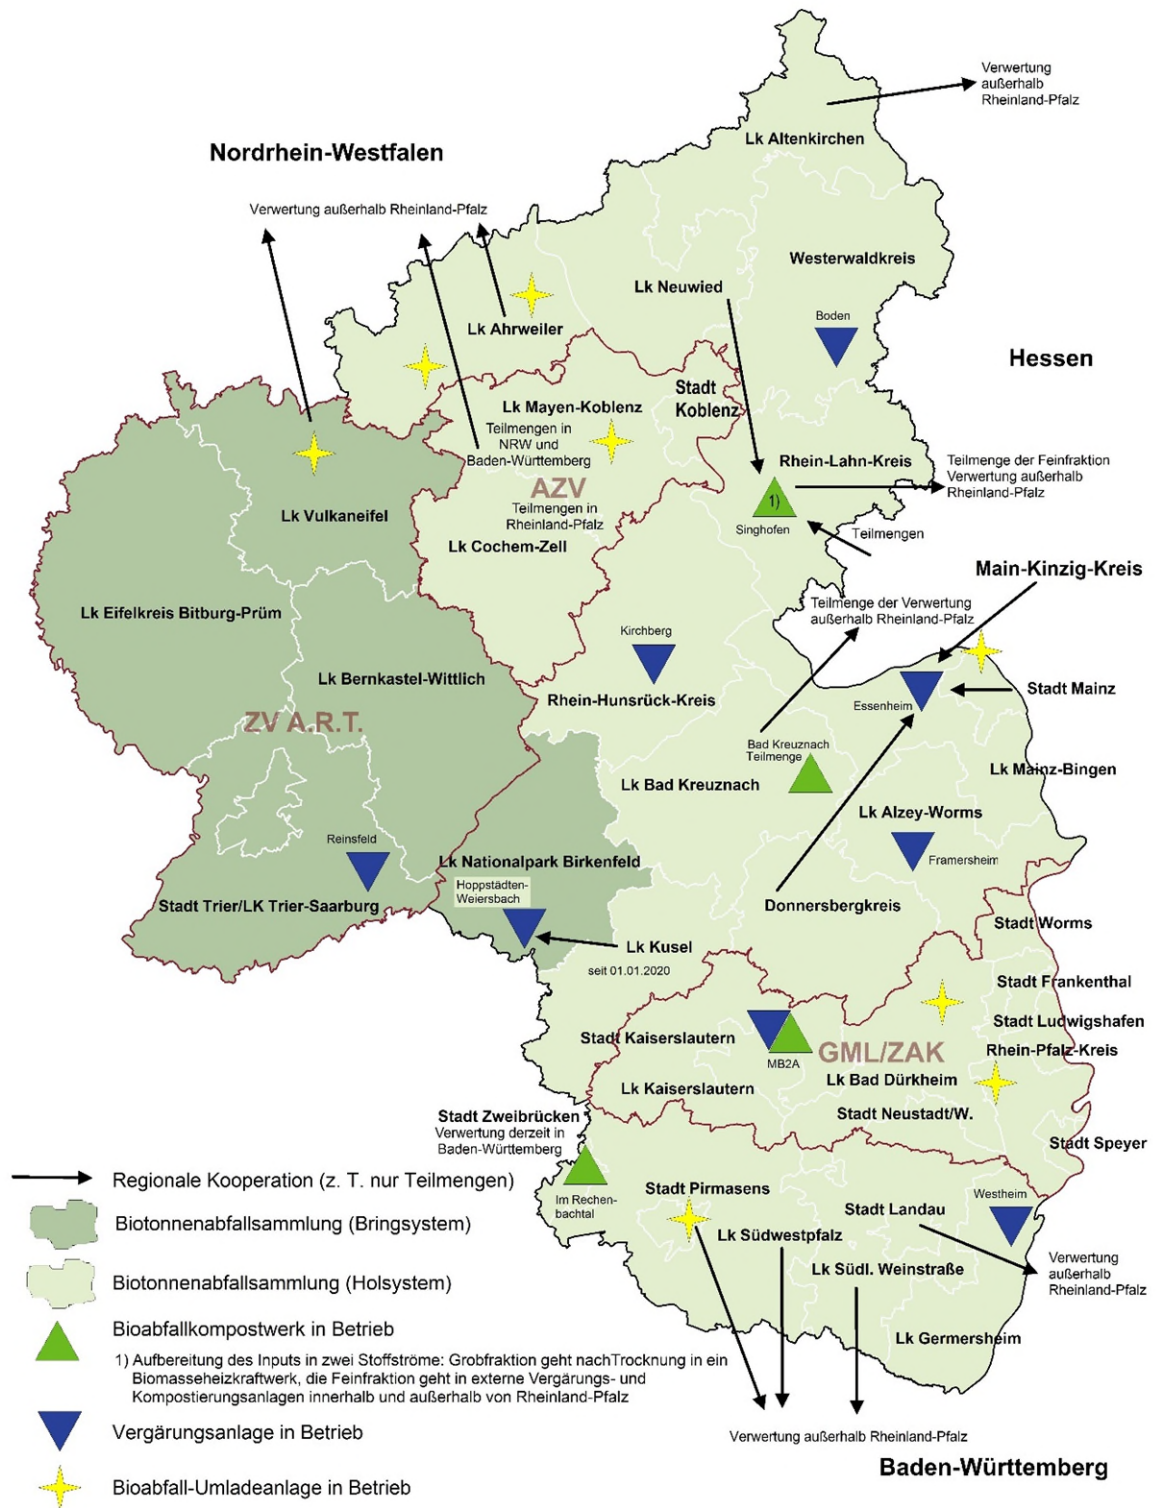 Verwertung
außerhalb
Rheinland-Pfalz
Lk Altenkirchen
Nordrhein-Westfalen
Verwertung außerhalb Rheinland-Pfalz
Westerwaldkreis
Lk Neuwied
Boden
Lk Ahrweiler
Hessen
Stadt
Koblenz
Lk Mayen-Koblenz
Teilmengen in
NRW und
Baden-Württemberg
AZV
Teilmengen in
Rheinland-Pfalz
Lk Cochem-Zell
Rhein-Lahn-Kreis
Teilmenge der Feinfraktion
Verwertung außerhalb
Rheinland-Pfalz
1)
Singhofen
Teilmengen
Lk Vulkaneifel
Main-Kinzig-Kreis
Lk Eifelkreis Bitburg-Prüm
Teilmenge der Verwertung
außerhalb Rheinland-Pfalz
Kirchberg
Lk Bernkastel-Wittlich
Rhein-Hunsrück-Kreis
Stadt Mainz
Essenheim
ZV A.R.T.
Bad Kreuznach
Teilmenge
Lk Bad Kreuznach
Lk Mainz-Bingen
Lk Alzey-Worms
Reinsfeld
Framersheim
Lk Nationalpark Birkenfeld
Hoppstädten-
Weiersbach
Stadt Trier/LK Trier-Saarburg
Donnersbergkreis
Stadt Worms
Lk Kusel
seit 01.01.2020
Stadt Frankenthal
Stadt Ludwigshafen
Stadt Kaiserslautern
GML/ZAK
Rhein-Pfalz-Kreis
MB2A
Lk Kaiserslautern
Lk Bad Dürkheim
Stadt Neustadt/W.
Stadt Zweibrücken
Verwertung derzeit in
Baden-Württemberg
Stadt Speyer
Im Rechen-
bachtal
Stadt Pirmasens
Westheim
Stadt Landau
Lk Südwestpfalz
Lk Südl. Weinstraße
Verwertung
außerhalb
Rheinland-Pfalz
Lk Germersheim
Verwertung außerhalb Rheinland-Pfalz
Baden-Württemberg
Regionale Kooperation (z. T. nur Teilmengen)
Biotonnenabfallsammlung (Bringsystem)
Biotonnenabfallsammlung (Holsystem)
Bioabfallkompostwerk in Betrieb
1) Aufbereitung des Inputs in zwei Stoffströme: Grobfraktion geht nachTrocknung in ein
Biomasseheizkraftwerk, die Feinfraktion geht in externe Vergärungs- und
Kompostierungsanlagen innerhalb und außerhalb von Rheinland-Pfalz
Vergärungsanlage in Betrieb
Bioabfall-Umladeanlage in Betrieb